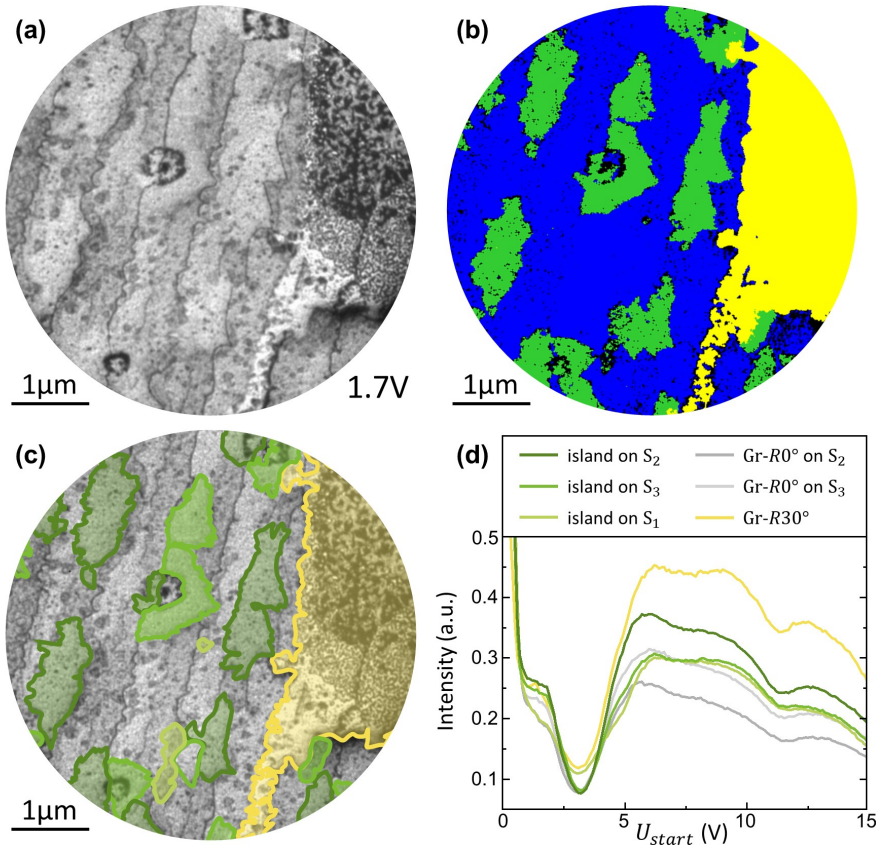 (a)
1μm
1.7V
(b)
1μm
(c)
1μm
(d)
island on S₂
island on S₃
island on S₁
Gr-R0° on S₂
Gr-R0° on S₃
Gr-R30°
Intensity (a.u.)
0.5
0.4
0.3
0.2
0.1
0
5
10
15
U_start (V)